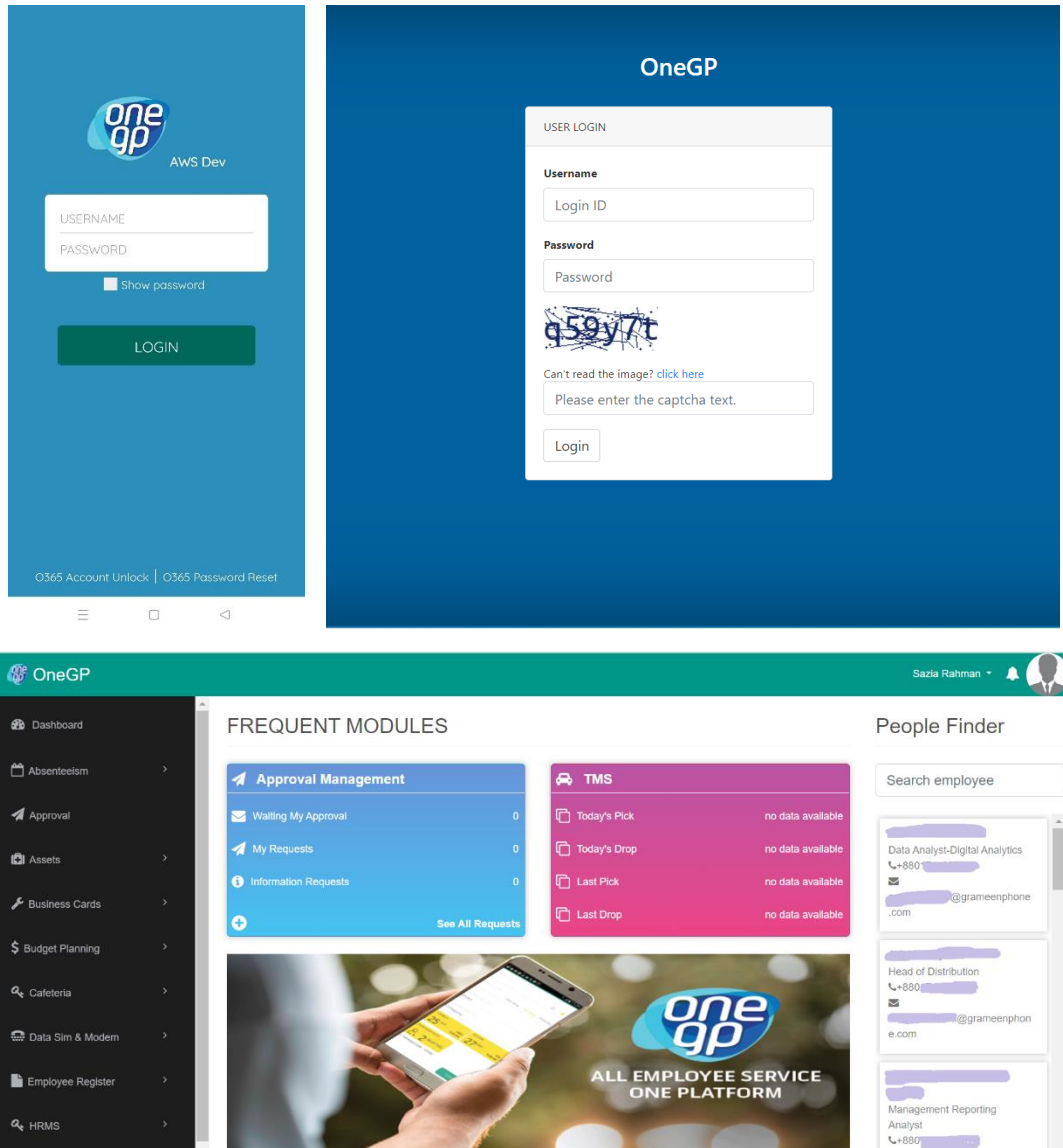 one
gp
AWS Dev
USERNAME
PASSWORD
Show password
LOGIN
O365 Account Unlock | O365 Password Reset
OneGP
USER LOGIN
Username
Login ID
Password
Password
q59y7t
Can't read the image? click here
Please enter the captcha text.
Login
OneGP
Sazia Rahman
Dashboard
Absenteeism
Approval
Assets
Business Cards
Budget Planning
Cafeteria
Data Sim & Modem
Employee Register
HRMS
FREQUENT MODULES
Approval Management
Waiting My Approval 0
My Requests 0
Information Requests 0
See All Requests
TMS
Today's Pick no data available
Today's Drop no data available
Last Pick no data available
Last Drop no data available
one
gp
ALL EMPLOYEE SERVICE
ONE PLATFORM
People Finder
Search employee
Data Analyst-Digital Analytics
+880
@grameenphone
.com
Head of Distribution
+880
@grameenphon
e.com
Management Reporting
Analyst
+880